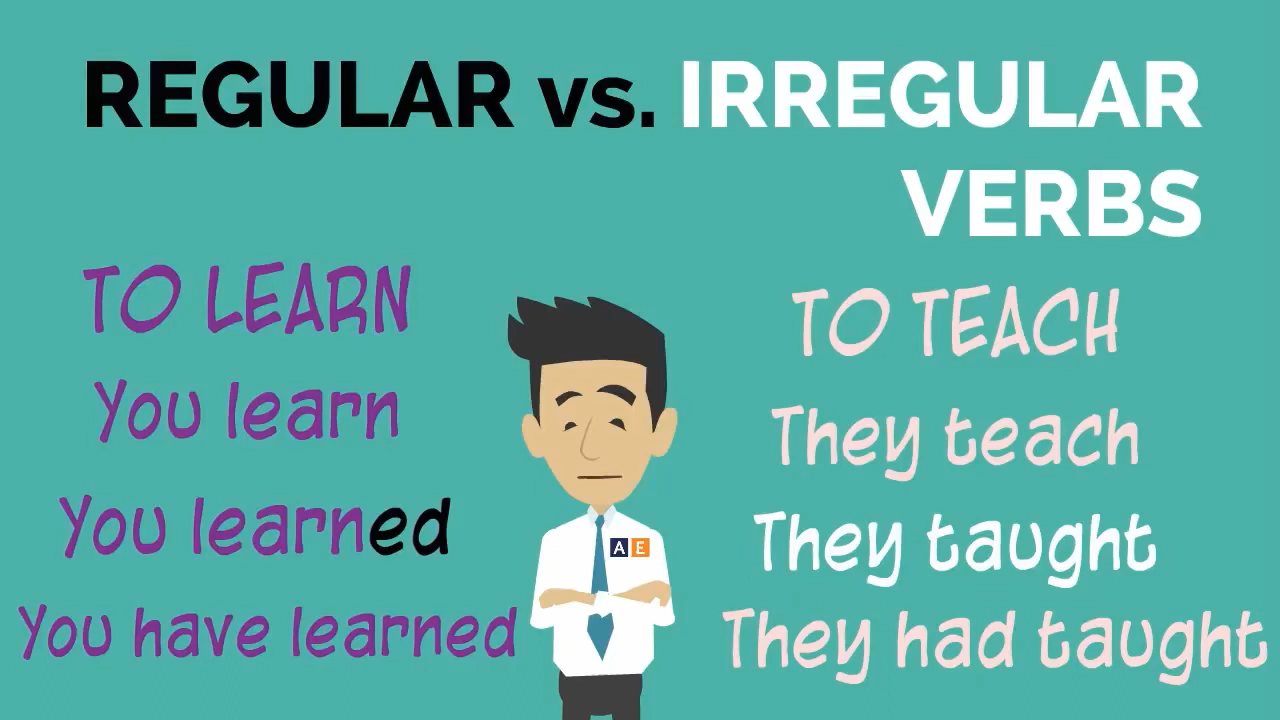 REGULAR vs. IRREGULAR
VERBS
TO LEARN
You learn
You learned
You have learned
A E
TO TEACH
They teach
They taught
They had taught